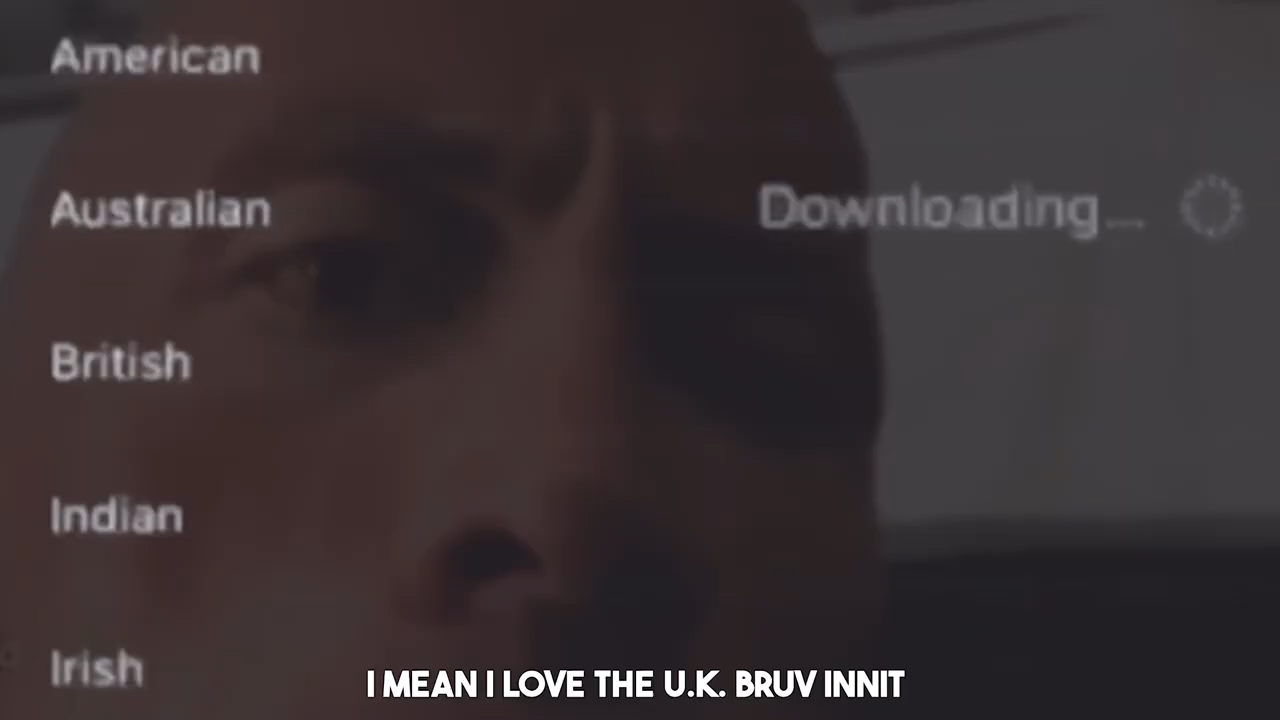 American
Australian
Downloading...
British
Indian
Irish
I MEAN I LOVE THE U.K. BRUV INNIT